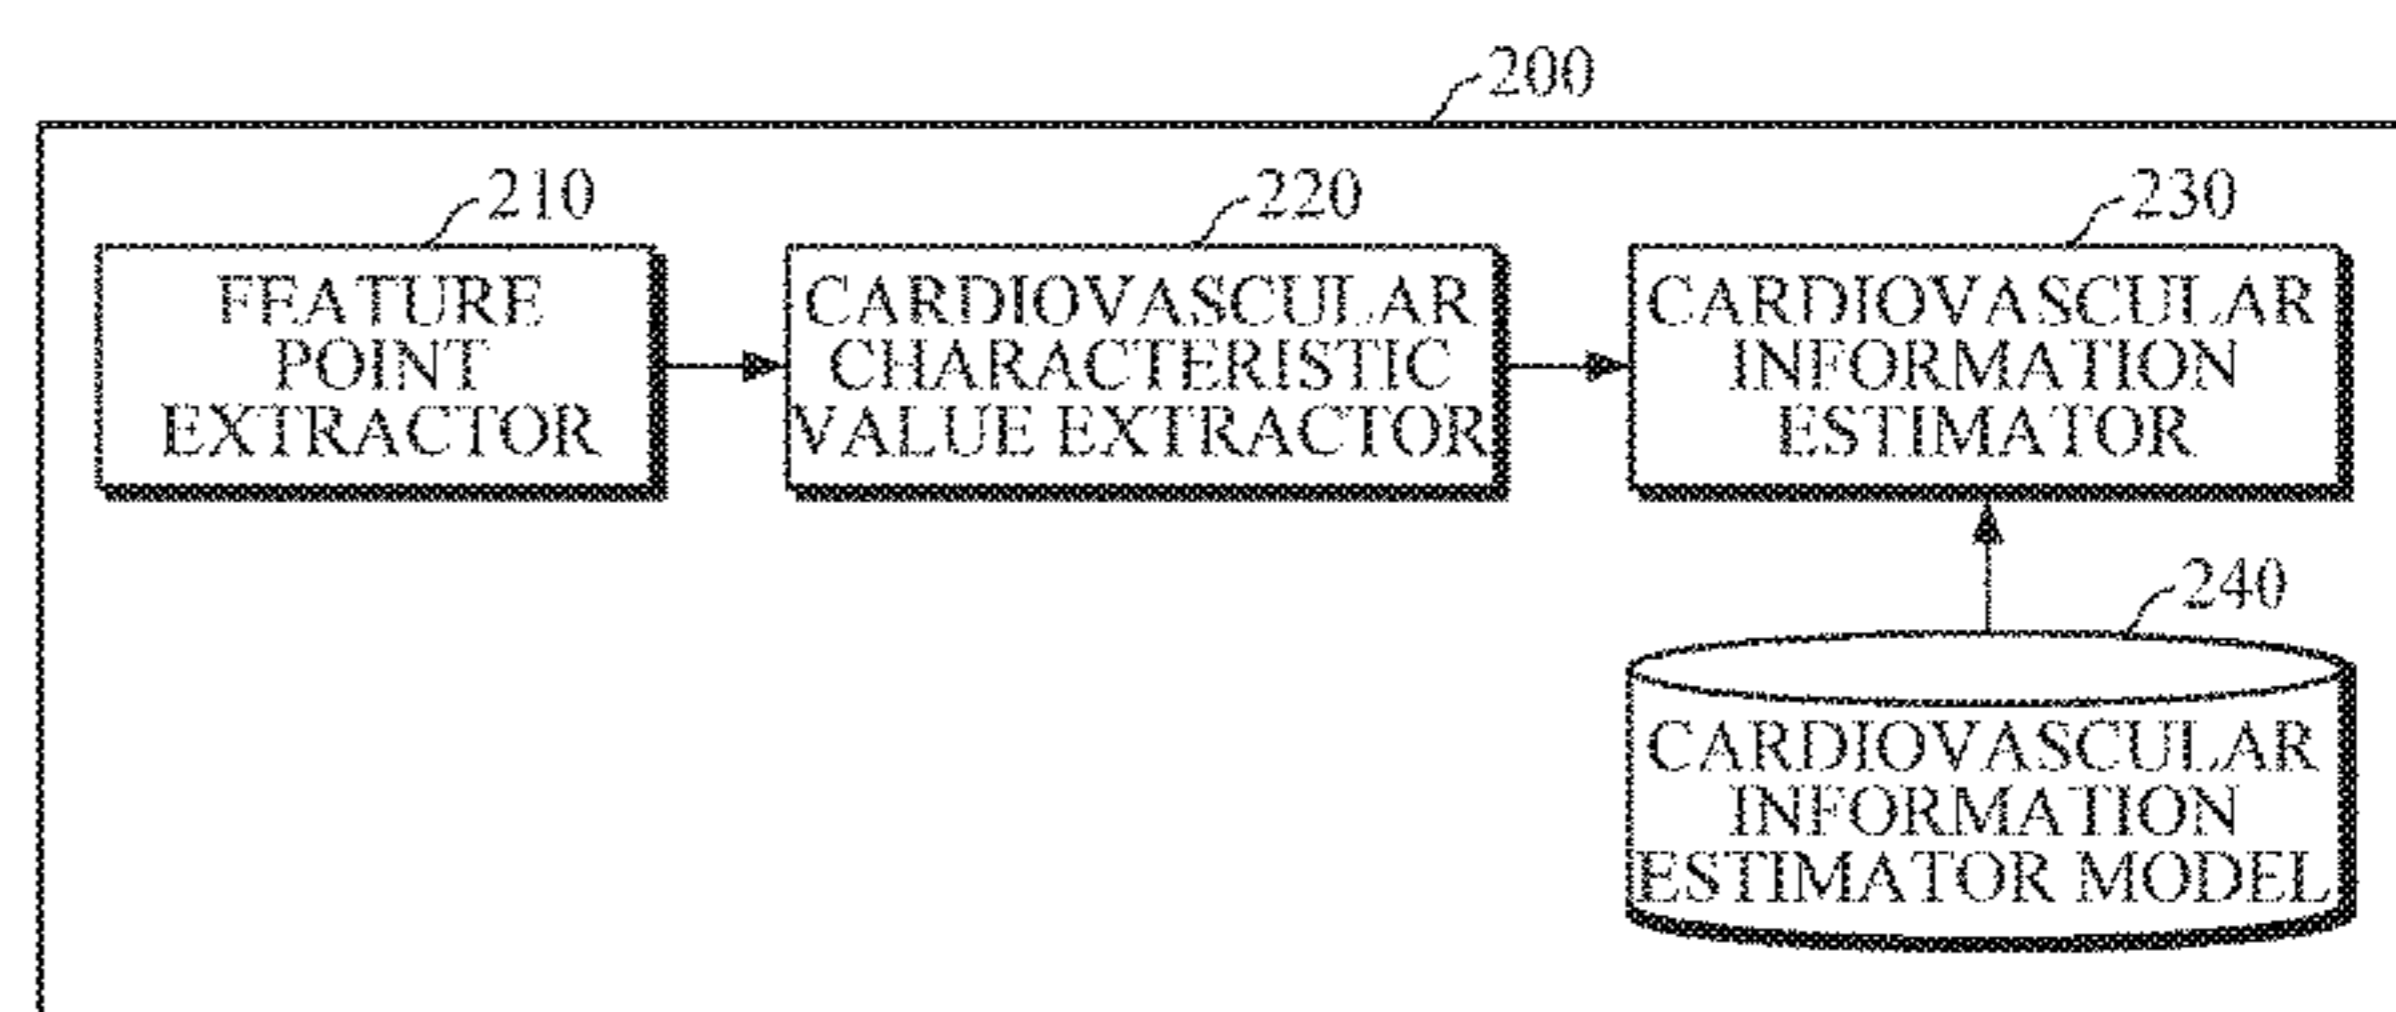 200
210
FEATURE
POINT
EXTRACTOR
220
CARDIOVASCULAR
CHARACTERISTIC
VALUE EXTRACTOR
230
CARDIOVASCULAR
INFORMATION
ESTIMATOR
240
CARDIOVASCULAR
INFORMATION
ESTIMATOR MODEL